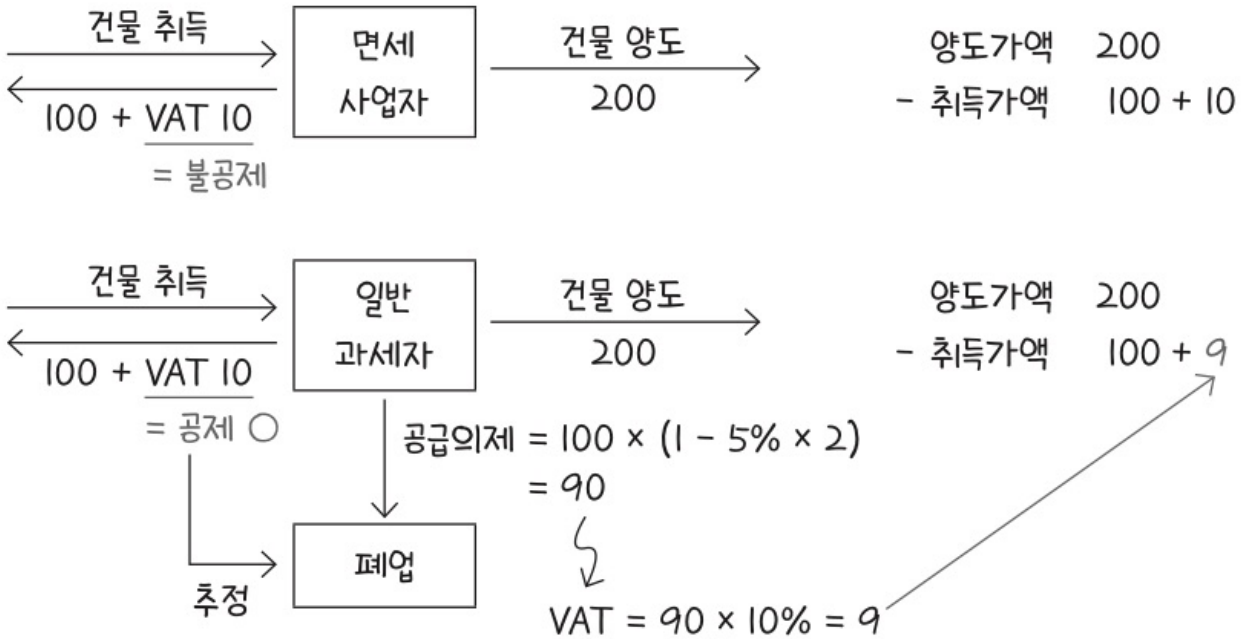 건물 취득
100 + VAT 10
= 불공제
면세
사업자
건물 양도
200
양도가액 200
- 취득가액 100 + 10
건물 취득
100 + VAT 10
= 공제 ○
일반
과세자
건물 양도
200
양도가액 200
- 취득가액 100 + 9
공급의제 = 100 × (1 - 5% × 2)
= 90
추정
폐업
VAT = 90 × 10% = 9